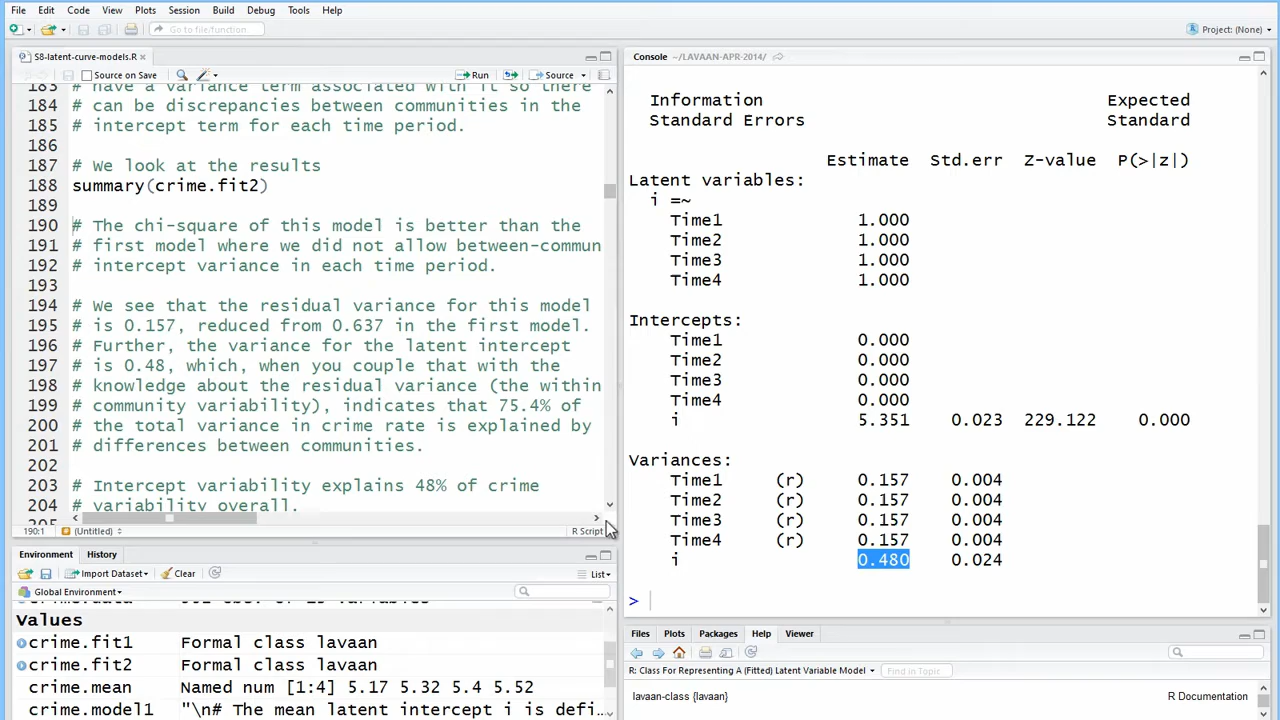 File Edit Code View Plots Session Build Debug Tools Help
Go to file/function
Project: (None)
S8-latent-curve-models.R
Source on Save
Run
Source
183 # have a variance term associated with it so there
184 # can be discrepancies between communities in the
185 # intercept term for each time period.
186
187 # We look at the results
188 summary(crime.fit2)
189
190 # The chi-square of this model is better than the
191 # first model where we did not allow between-commun
192 # intercept variance in each time period.
193
194 # We see that the residual variance for this model
195 # is 0.157, reduced from 0.637 in the first model.
196 # Further, the variance for the latent intercept
197 # is 0.48, which, when you couple that with the
198 # knowledge about the residual variance (the within
199 # community variability), indicates that 75.4% of
200 # the total variance in crime rate is explained by
201 # differences between communities.
202
203 # Intercept variability explains 48% of crime
204 # variability overall.
190:1 (Untitled) R Script
Environment History
Import Dataset Clear List
Global Environment
Values
crime.fit1 Formal class lavaan
crime.fit2 Formal class lavaan
crime.mean Named num [1:4] 5.17 5.32 5.4 5.52
crime.model1 "\n# The mean latent intercept i is defi…
Console ~/LAVAAN-APR-2014/
Information Expected
Standard Errors Standard
Estimate Std.err Z-value P(>|z|)
Latent variables:
i =~
Time1 1.000
Time2 1.000
Time3 1.000
Time4 1.000
Intercepts:
Time1 0.000
Time2 0.000
Time3 0.000
Time4 0.000
i 5.351 0.023 229.122 0.000
Variances:
Time1 (r) 0.157 0.004
Time2 (r) 0.157 0.004
Time3 (r) 0.157 0.004
Time4 (r) 0.157 0.004
i 0.480 0.024
>
Files Plots Packages Help Viewer
R: Class For Representing A (Fitted) Latent Variable Model Find in Topic
lavaan-class {lavaan} R Documentation